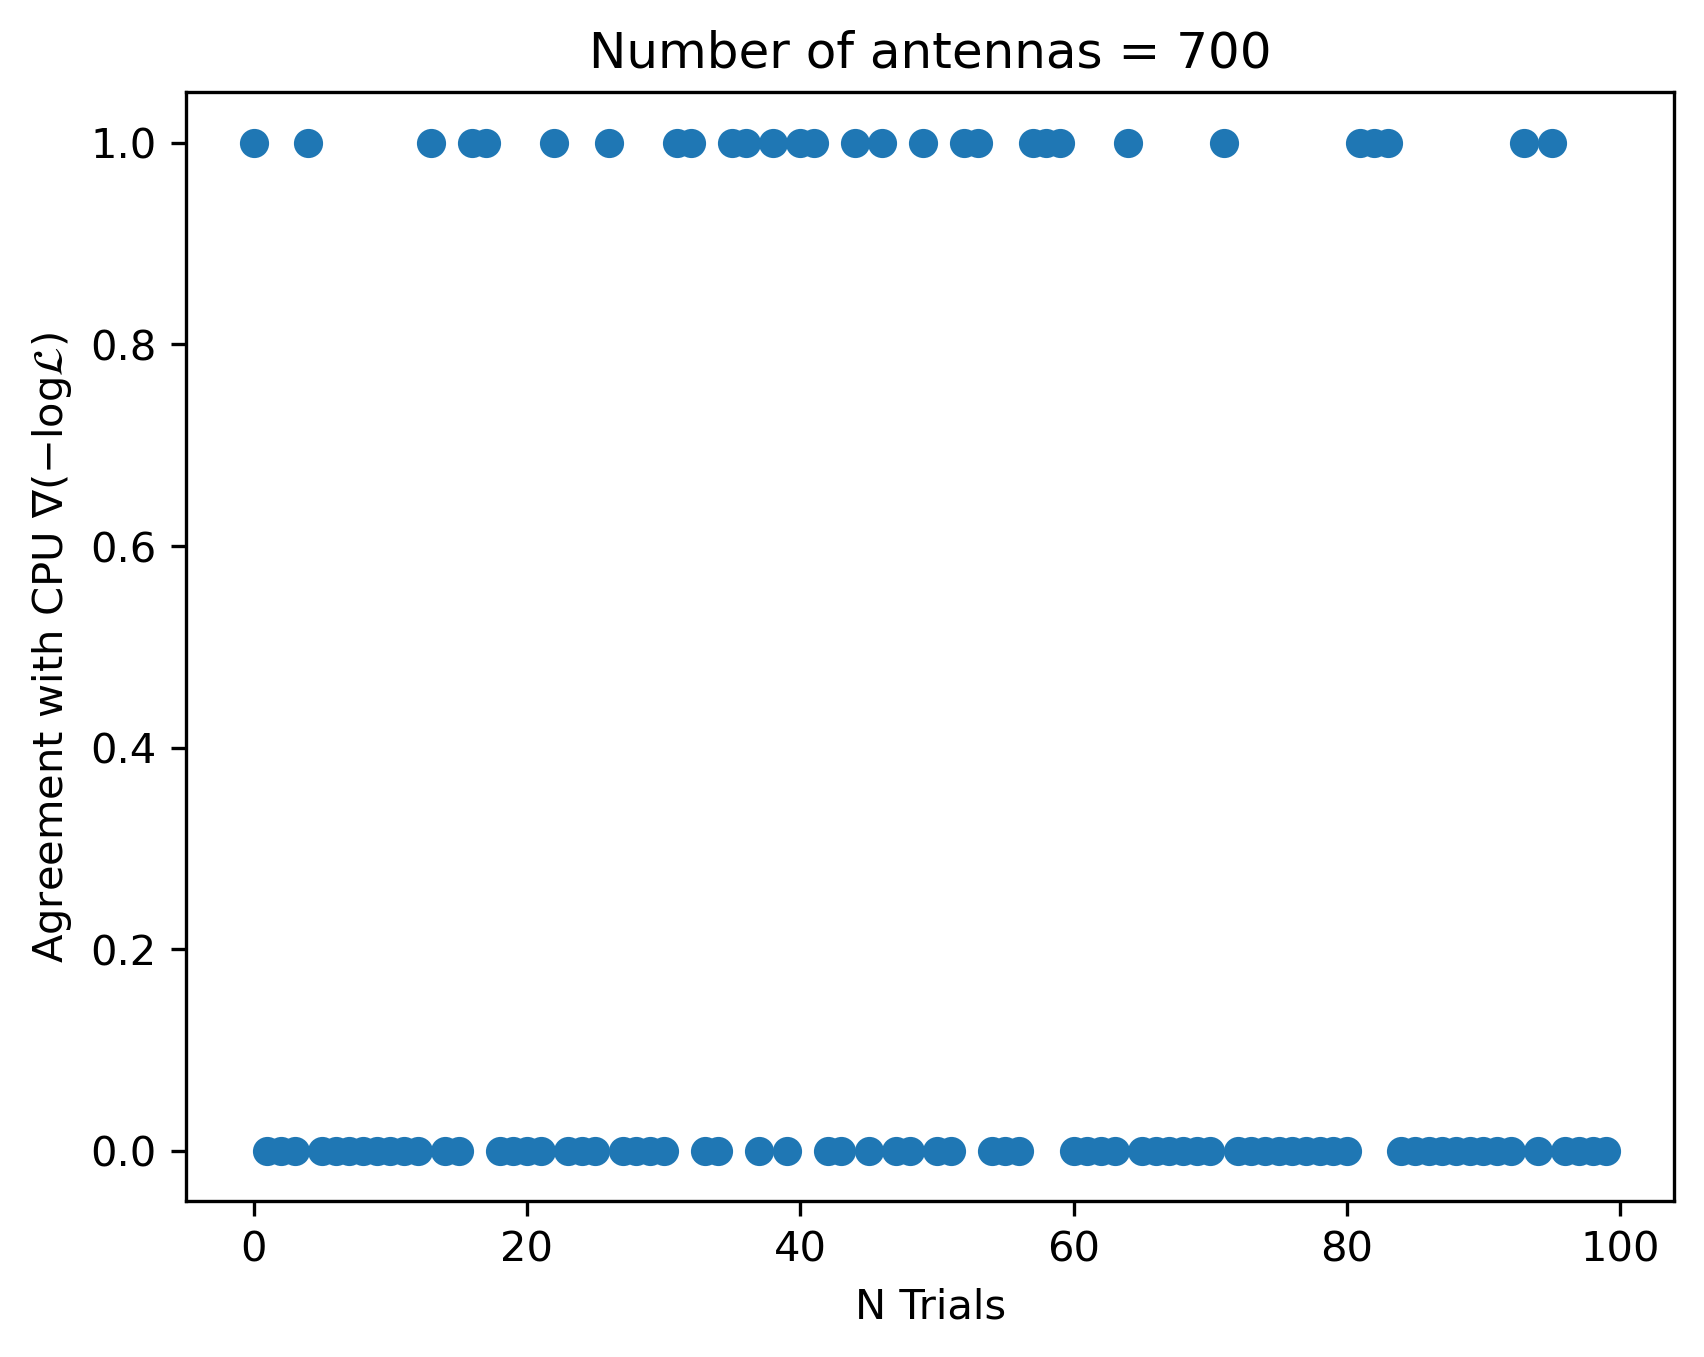 Number of antennas = 700
Agreement with CPU ∇(−logℒ)
1.0
0.8
0.6
0.4
0.2
0.0
0 20 40 60 80 100
N Trials